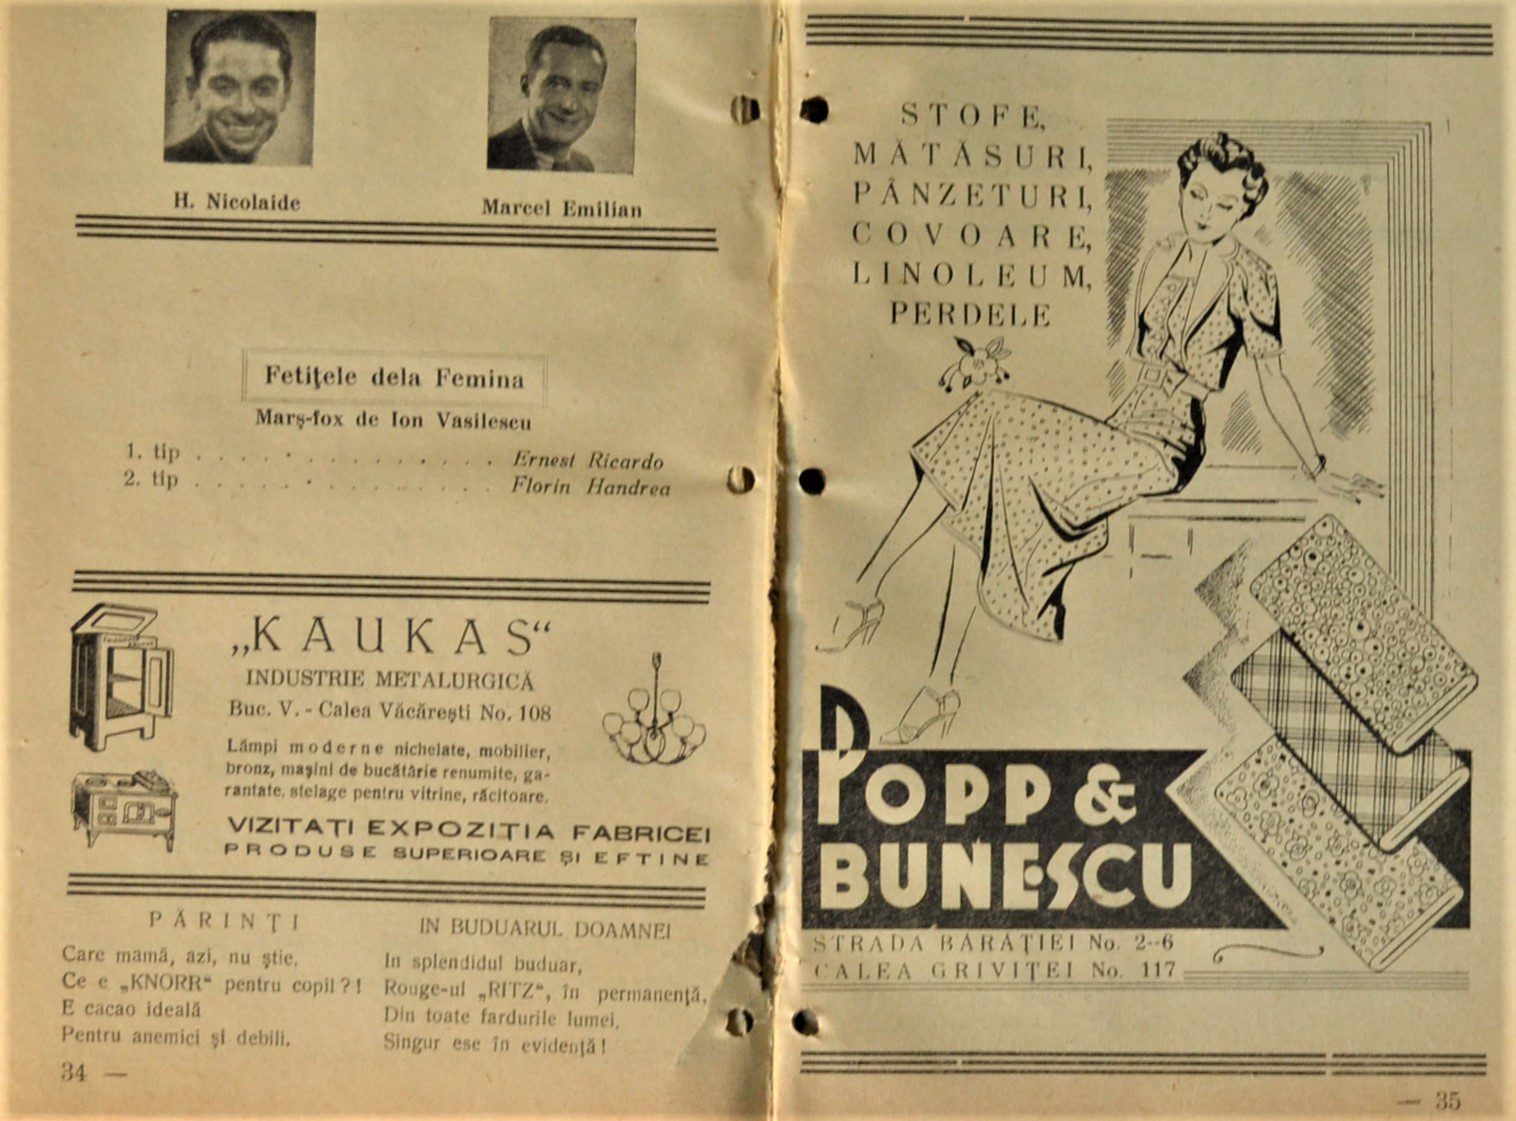 H. Nicolaide
Marcel Emilian
Fetițele dela Femina
Marș-fox de Ion Vasilescu
1. tip . . . . . . . . . . . . . . . . Ernest Ricardo
2. tip . . . . . . . . . . . . . . . . Florin Handrea
„KAUKAS“
INDUSTRIE METALURGICĂ
Buc. V. - Calea Văcărești No. 108
Lămpi moderne nichelate, mobilier,
bronz, mașini de bucătărie renumite, ga-
rantate, stelage pentru vitrine, răcitoare.
VIZITAȚI EXPOZIȚIA FABRICEI
PRODUSE SUPERIOARE ȘI EFTINE
PĂRINȚI
Care mamă, azi, nu știe,
Ce e „KNORR“ pentru copil?!
E cacao ideală
Pentru anemici și debili.
IN BUDUARUL DOAMNEI
In splendidul buduar,
Rouge-ul „RITZ“, în permanență,
Din toate fardurile lumei,
Singur ese în evidență!
34 —
STOFE,
MĂTĂSURI,
PÂNZETURI,
COVOARE,
LINOLEUM,
PERDELE
POPP &
BUNESCU
STRADA BĂRĂȚIEI No. 2--6
CALEA GRIVIȚEI No. 117
— 35